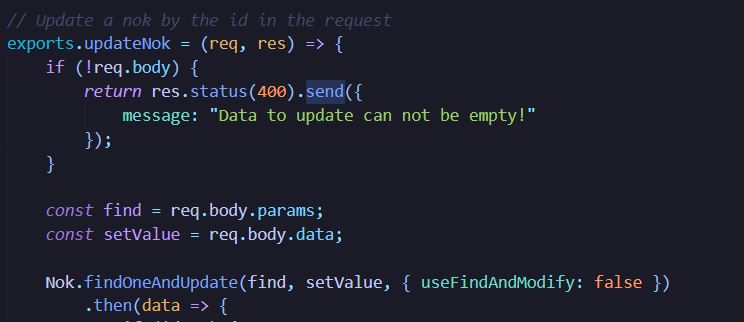 // Update a nok by the id in the request
exports.updateNok = (req, res) => {
if (!req.body) {
return res.status(400).send({
message: "Data to update can not be empty!"
});
}
const find = req.body.params;
const setValue = req.body.data;
Nok.findOneAndUpdate(find, setValue, { useFindAndModify: false })
.then(data => {